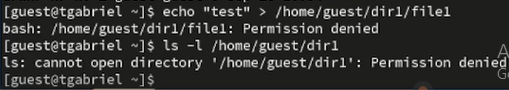 [guest@tgabriel ~]$ echo "test" > /home/guest/dir1/file1
bash: /home/guest/dir1/file1: Permission denied
[guest@tgabriel ~]$ ls -l /home/guest/dir1
ls: cannot open directory '/home/guest/dir1': Permission denied
[guest@tgabriel ~]$